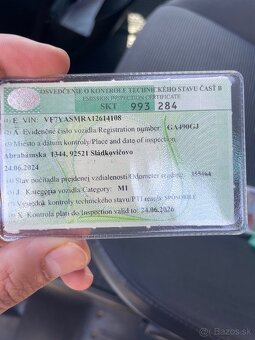 OSVEDČENIE O KONTROLE TECHNICKÉHO STAVU ČASŤ B
EMISSION INSPECTION CERTIFICATE
SKT 993 284
E VIN: VF7YASMRA12614108
A Evidenčné číslo vozidla/Registration number: GA490GJ
Miesto a dátum kontroly/Place and date of inspection:
Abrahámska 1344, 92521 Sládkovičovo
24.06.2024
Stav počítadla prejdenej vzdialenosti/Odometer reading:
J. Kategória vozidla/Category: M1
Výsledok kontroly technického stavu/PTI result: SPÔSOBILÉ
Kontrola platí do/Inspection valid to: 24.06.2026
bazos.sk